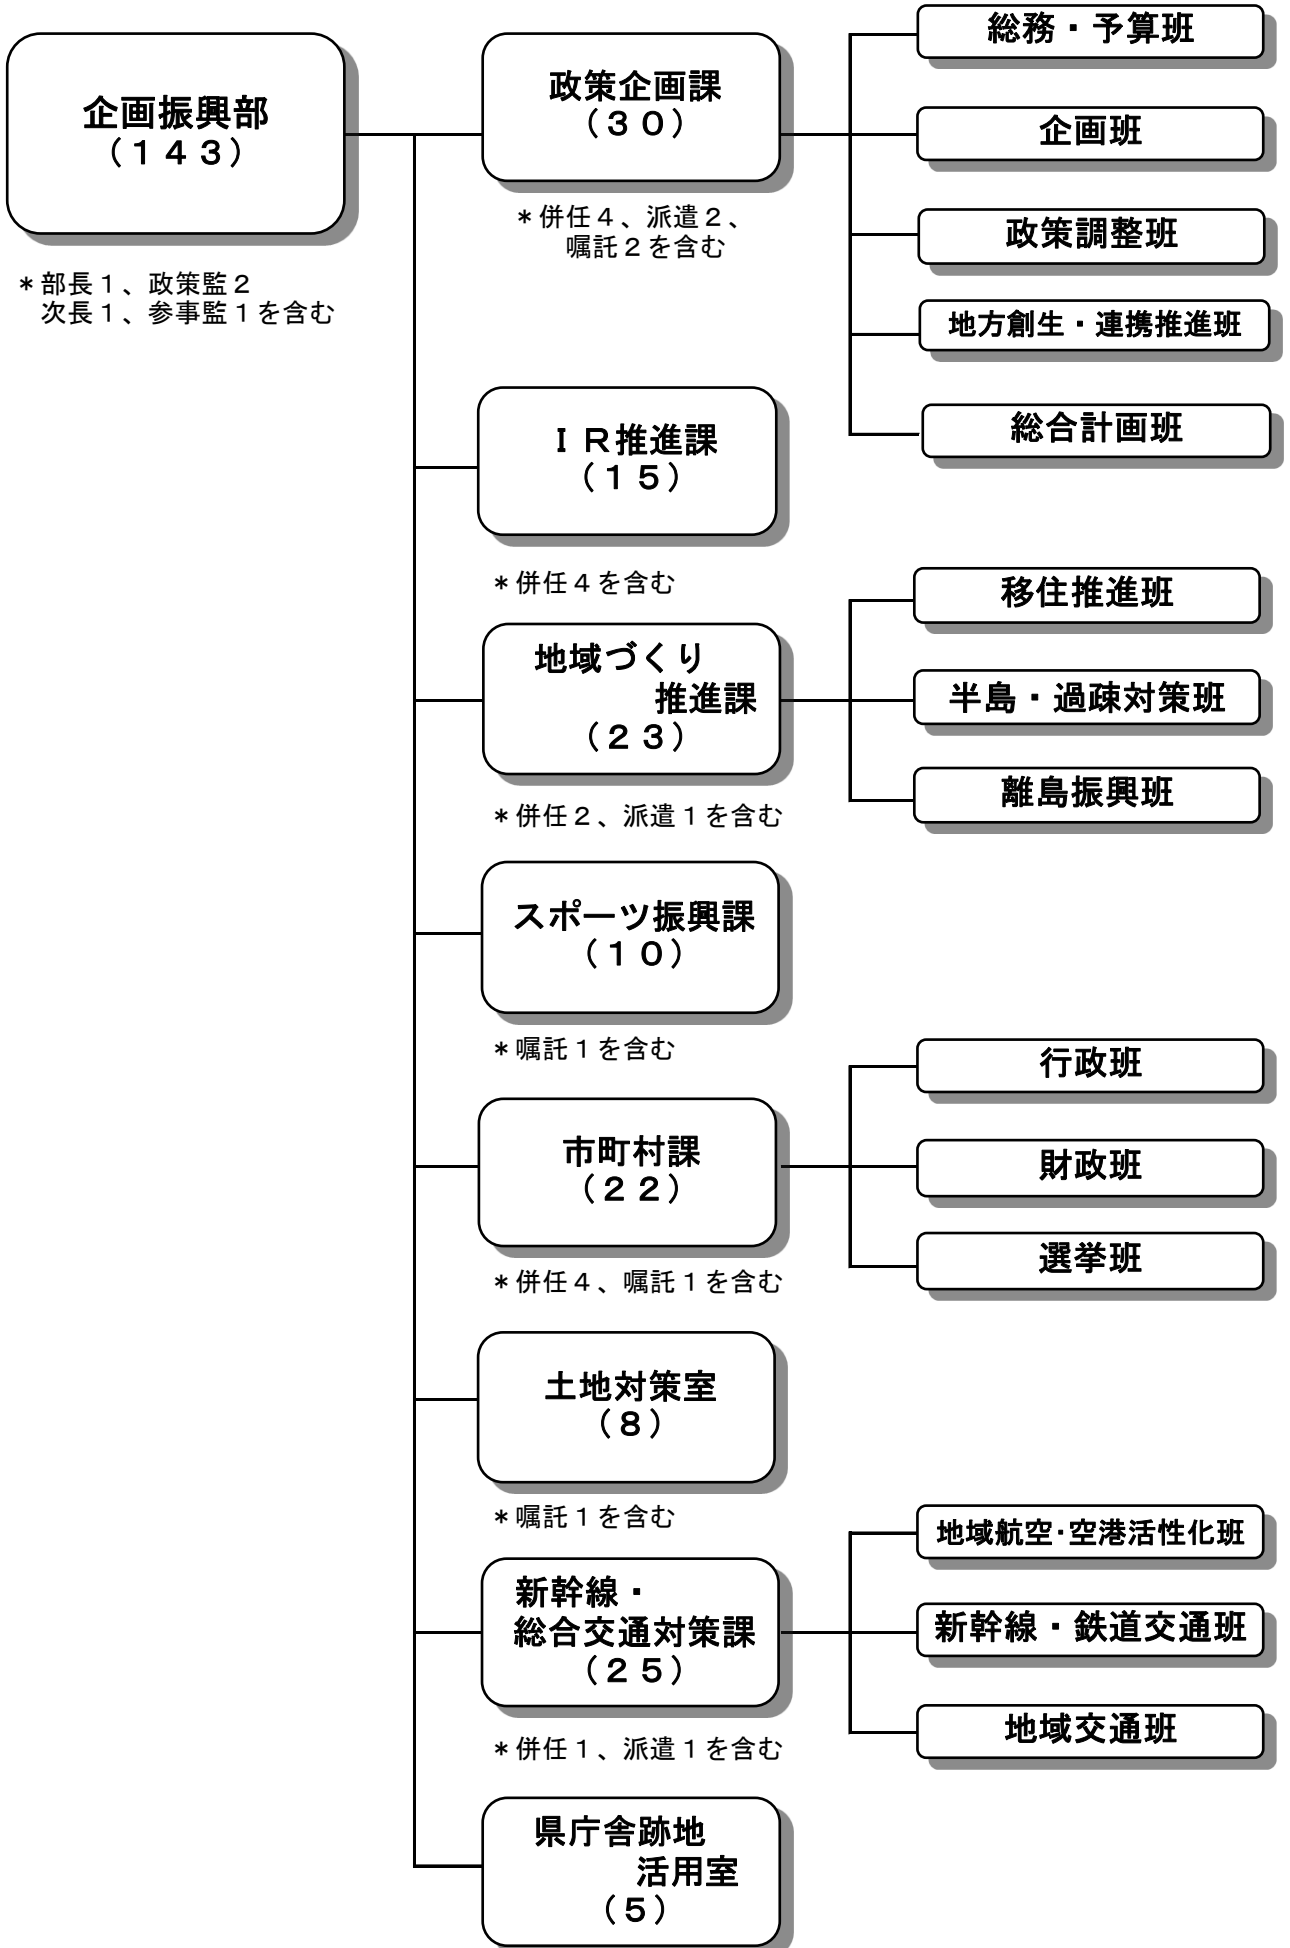 企画振興部
（１４３）
＊部長１、政策監２
次長１、参事監１を含む
政策企画課
（３０）
＊併任４、派遣２、
嘱託２を含む
総務・予算班
企画班
政策調整班
地方創生・連携推進班
総合計画班
ＩＲ推進課
（１５）
＊併任４を含む
地域づくり
推進課
（２３）
＊併任２、派遣１を含む
移住推進班
半島・過疎対策班
離島振興班
スポーツ振興課
（１０）
＊嘱託１を含む
市町村課
（２２）
＊併任４、嘱託１を含む
行政班
財政班
選挙班
土地対策室
（８）
＊嘱託１を含む
新幹線・
総合交通対策課
（２５）
＊併任１、派遣１を含む
地域航空･空港活性化班
新幹線・鉄道交通班
地域交通班
県庁舎跡地
活用室
（５）